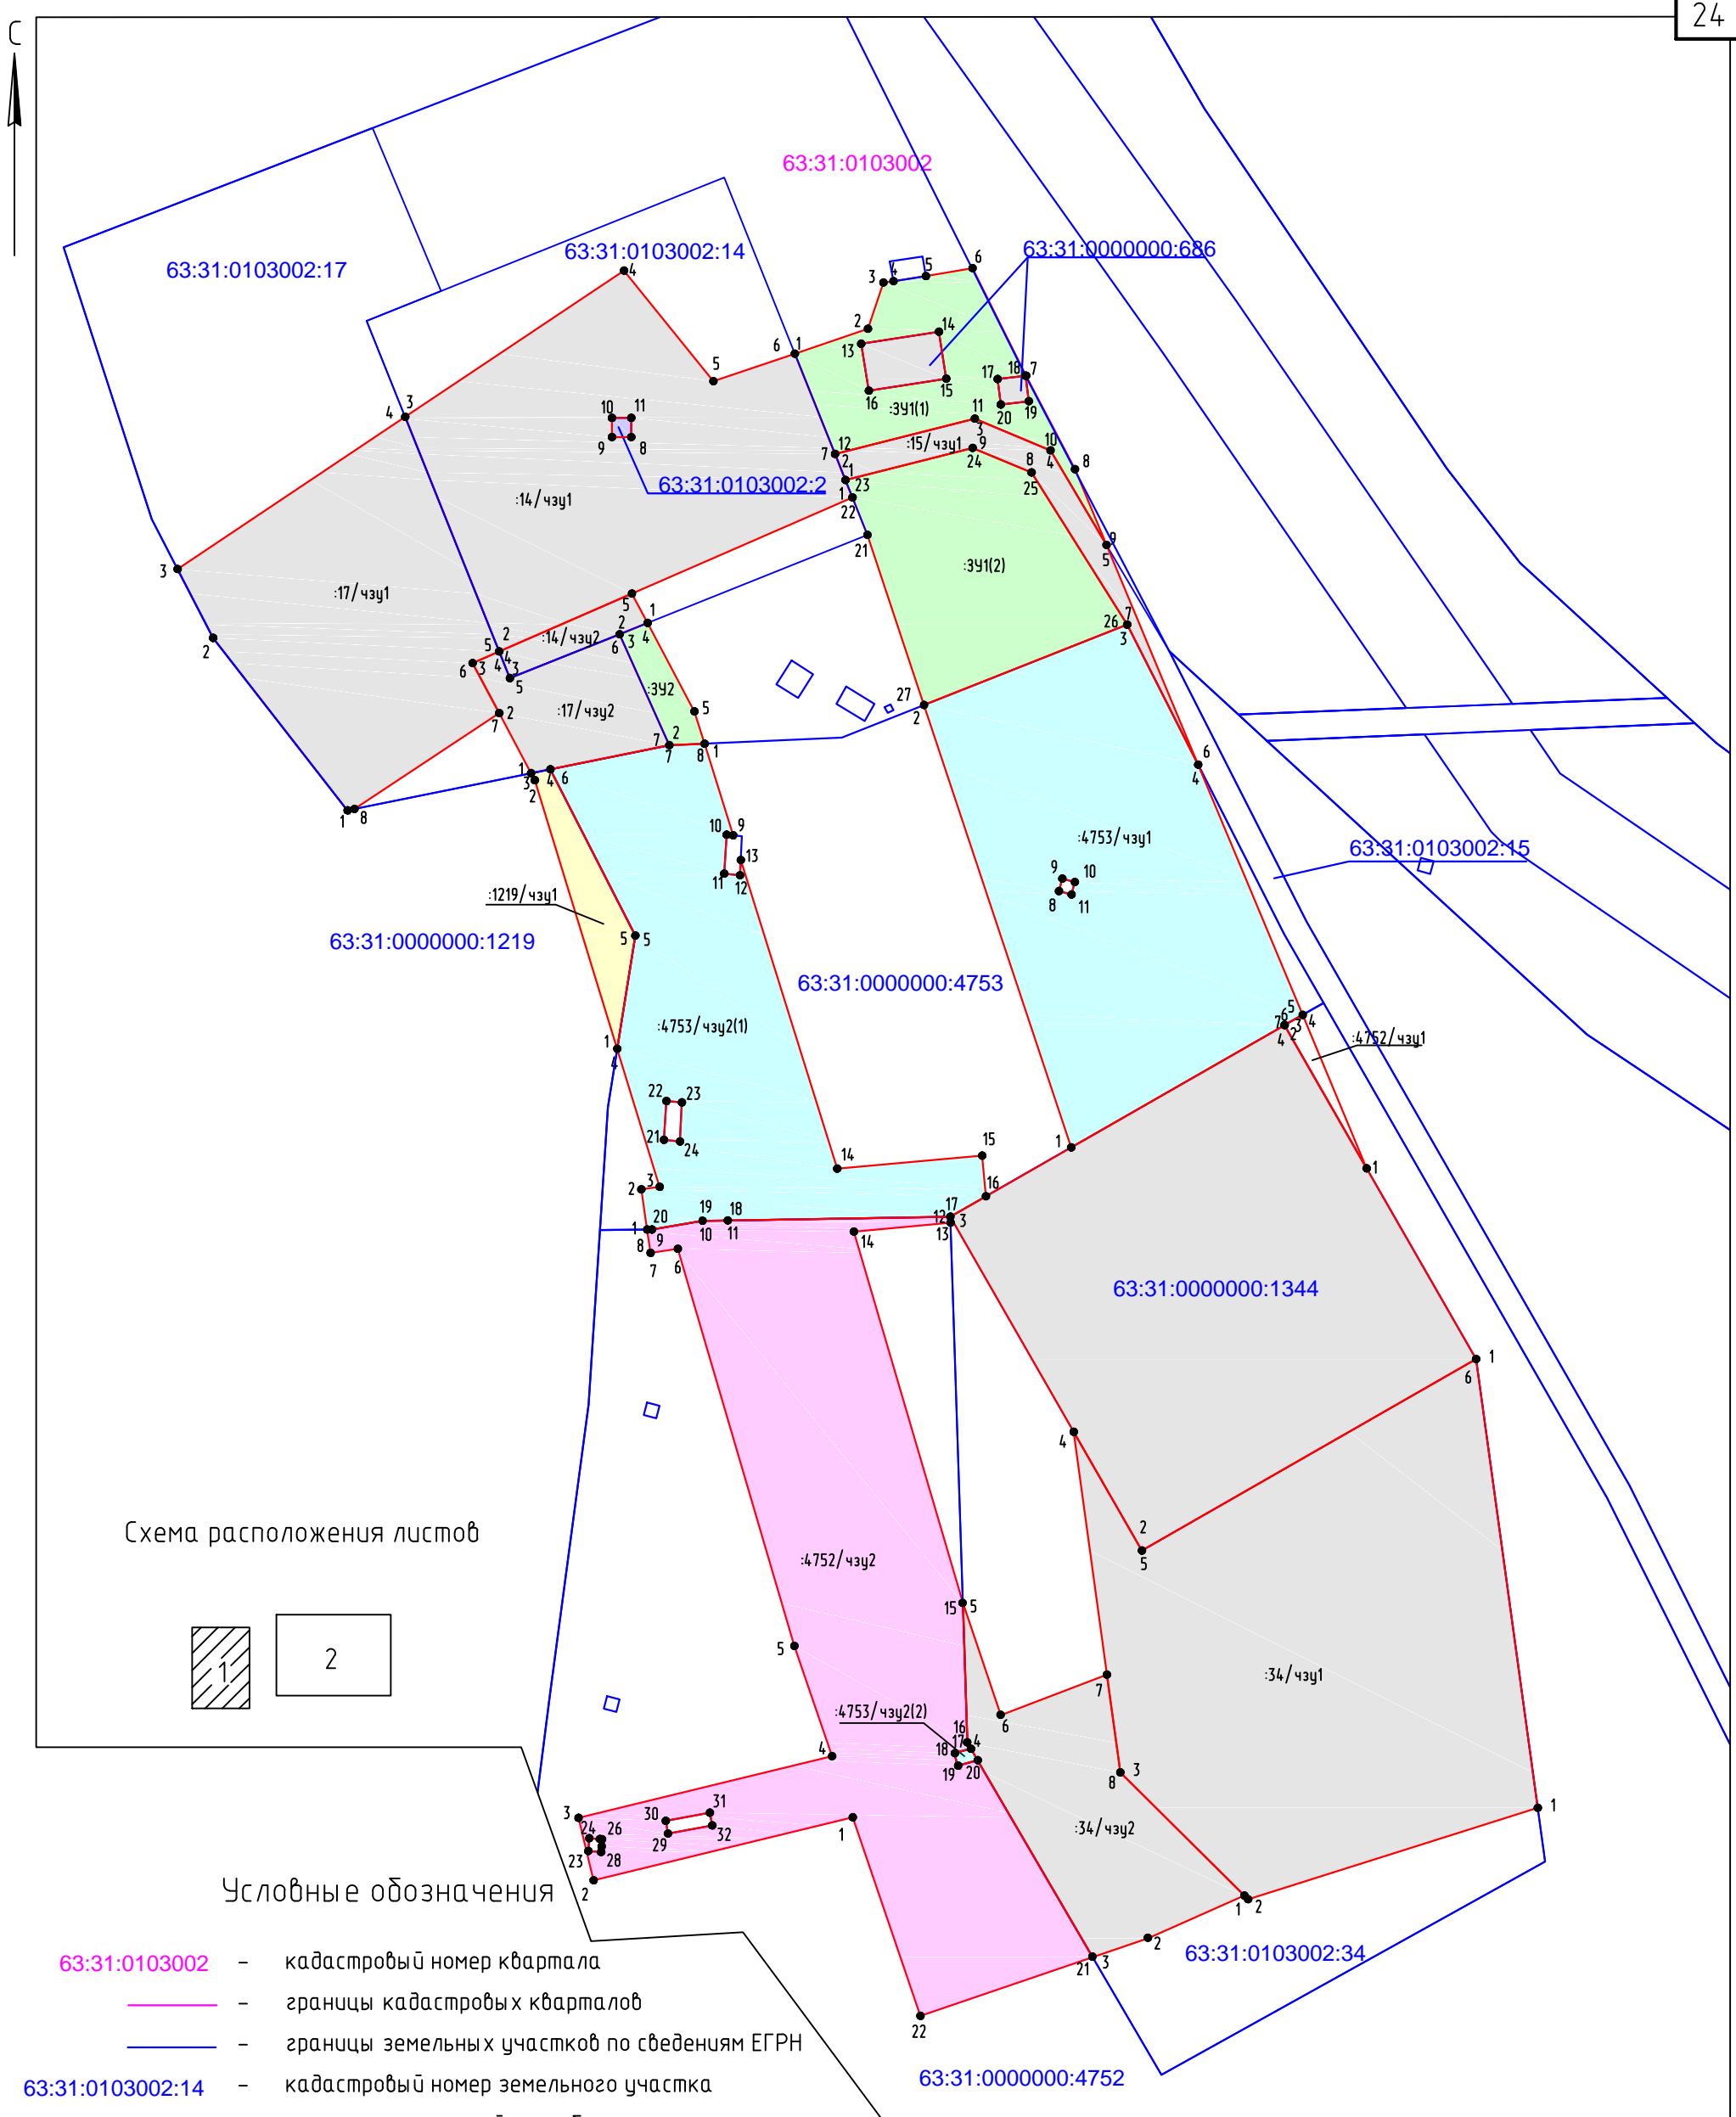 24
С
63:31:0103002
63:31:0103002:17
63:31:0103002:14
63:31:0000000:686
:ЗУ1(1)
:15/чзу1
63:31:0103002:2
:14/чзу1
:ЗУ1(2)
:17/чзу1
:14/чзу2
:ЗУ2
:17/чзу2
:4753/чзу1
63:31:0103002:15
:1219/чзу1
63:31:0000000:1219
63:31:0000000:4753
:4753/чзу2(1)
:4752/чзу1
63:31:0000000:1344
Схема расположения листов
1
2
:4752/чзу2
:34/чзу1
:4753/чзу2(2)
:34/чзу2
Условные обозначения
63:31:0103002:34
63:31:0103002 - кадастровый номер квартала
- границы кадастровых кварталов
- границы земельных участков по сведениям ЕГРН
63:31:0000000:4752
63:31:0103002:14 - кадастровый номер земельного участка